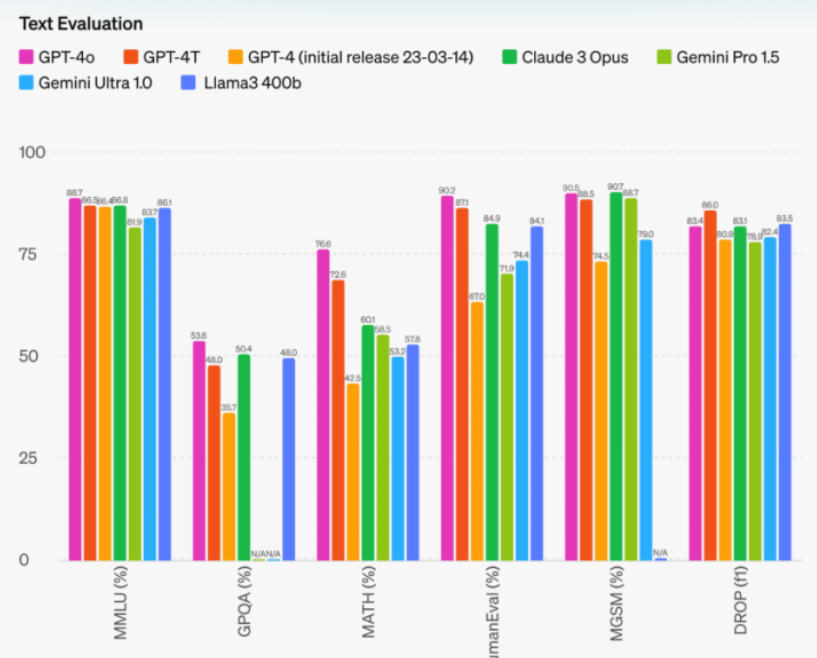 Text Evaluation
GPT-4o GPT-4T GPT-4 (initial release 23-03-14) Claude 3 Opus Gemini Pro 1.5
Gemini Ultra 1.0 Llama3 400b
100
75
50
25
0
88.7 86.5 86.4 86.8 81.9 83.7 86.1
53.6 48.0 35.7 50.4 N/A N/A 48.0
76.6 72.6 42.5 60.1 58.5 53.2 57.8
90.2 87.1 67.0 84.9 71.9 74.4 84.1
90.5 88.5 74.5 90.7 88.7 79.0 N/A
83.4 86.0 80.9 83.1 78.9 82.4 83.5
MMLU (%)
GPQA (%)
MATH (%)
umanEval (%)
MGSM (%)
DROP (f1)